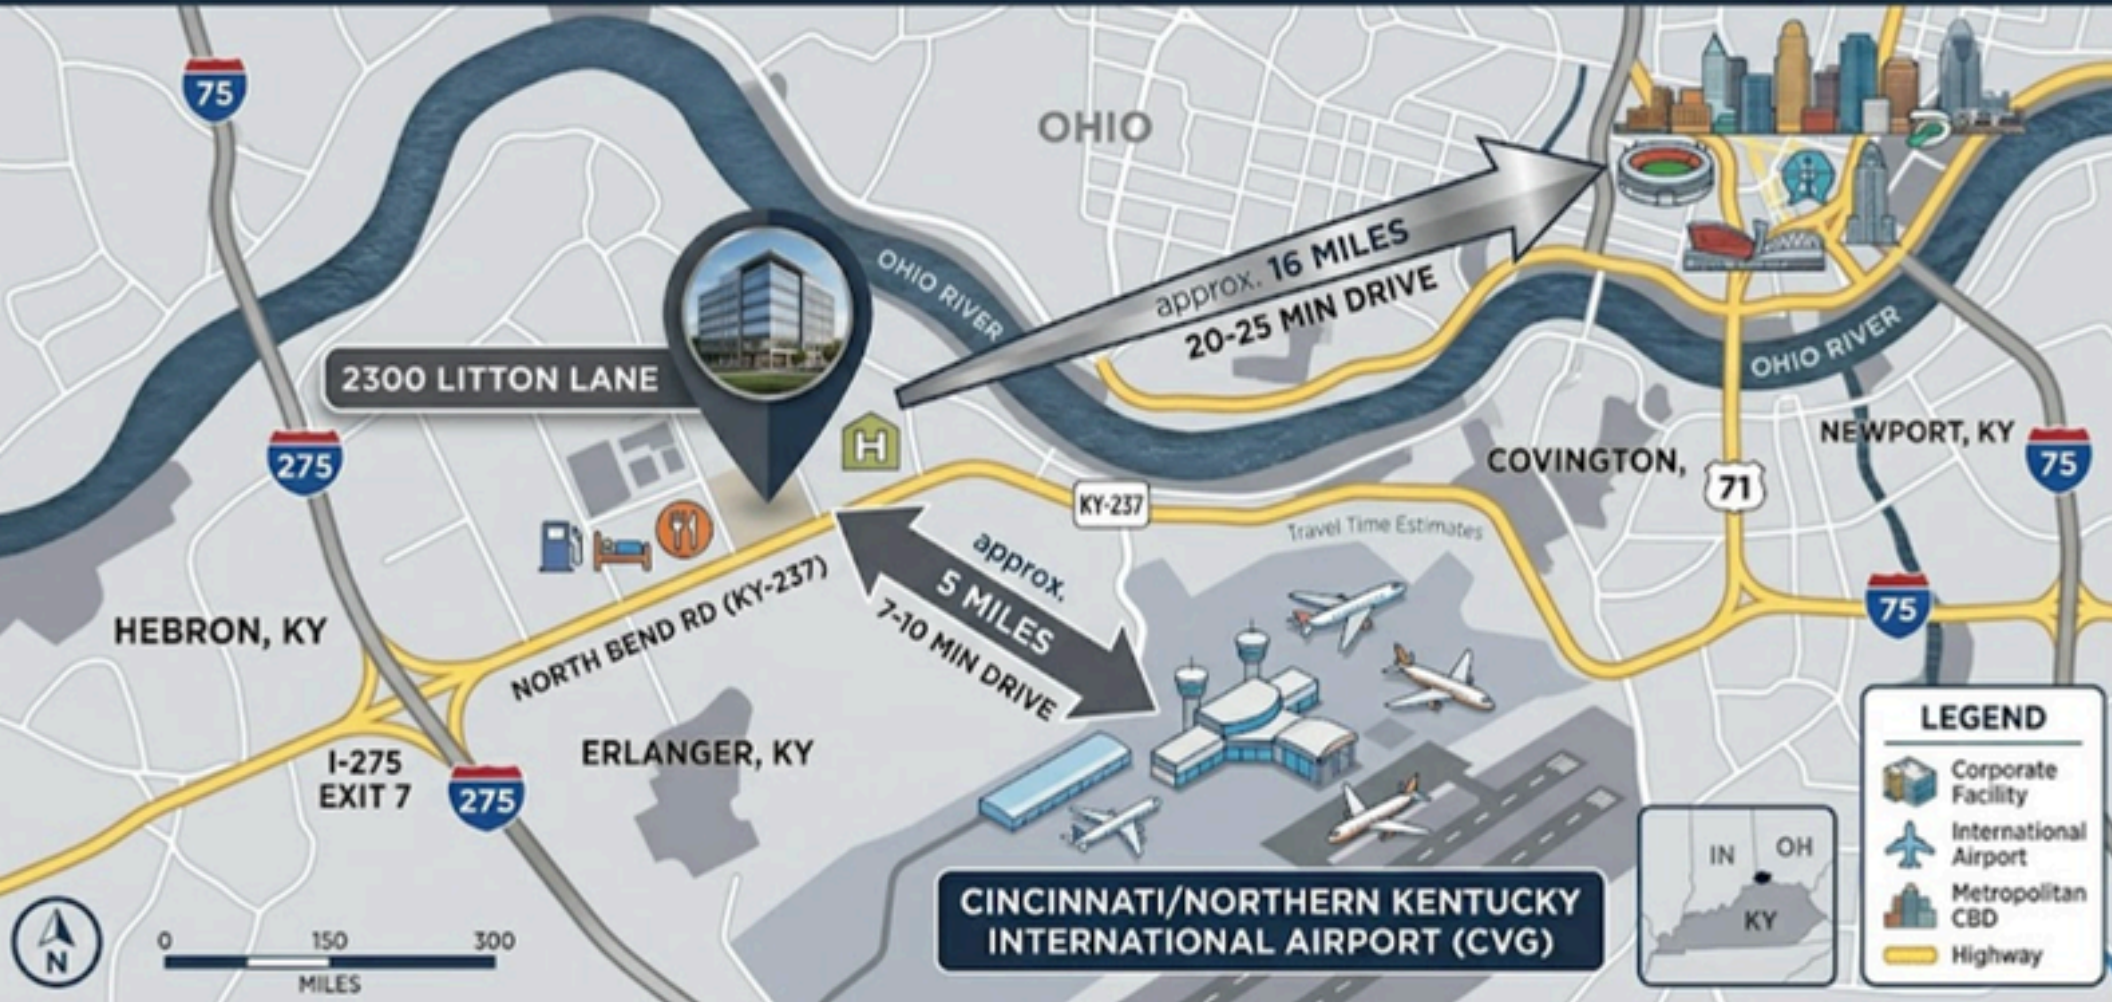 75
OHIO
approx. 16 MILES
20-25 MIN DRIVE
OHIO RIVER
2300 LITTON LANE
H
275
OHIO RIVER
NEWPORT, KY
COVINGTON,
71
75
KY-237
Travel Time Estimates
approx.
5 MILES
7-10 MIN DRIVE
NORTH BEND RD (KY-237)
75
HEBRON, KY
ERLANGER, KY
I-275
EXIT 7
275
CINCINNATI/NORTHERN KENTUCKY
INTERNATIONAL AIRPORT (CVG)
N
0 150 300
MILES
IN OH
KY
LEGEND
Corporate
Facility
International
Airport
Metropolitan
CBD
Highway